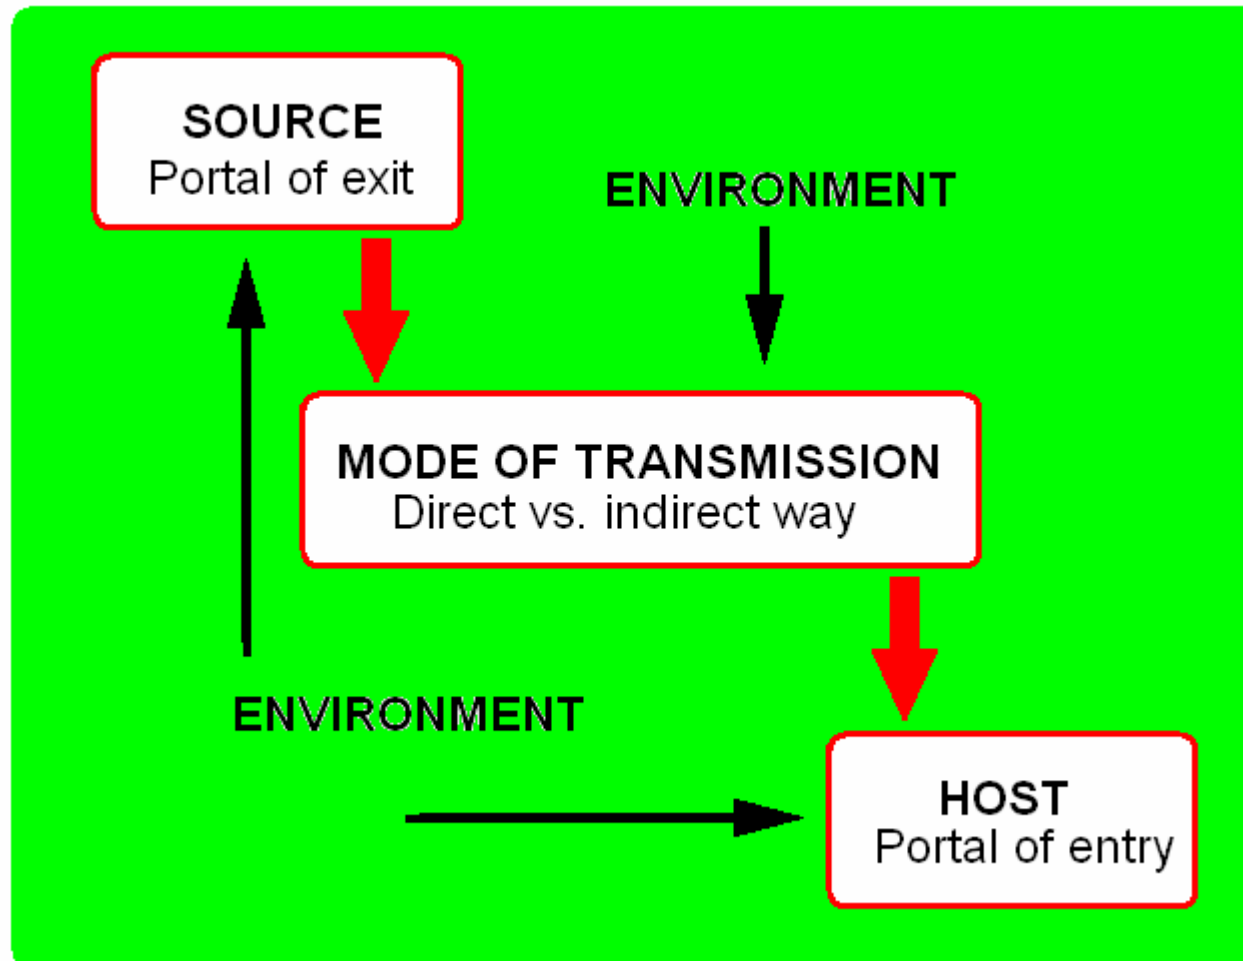 SOURCE
Portal of exit
ENVIRONMENT
MODE OF TRANSMISSION
Direct vs. indirect way
ENVIRONMENT
HOST
Portal of entry